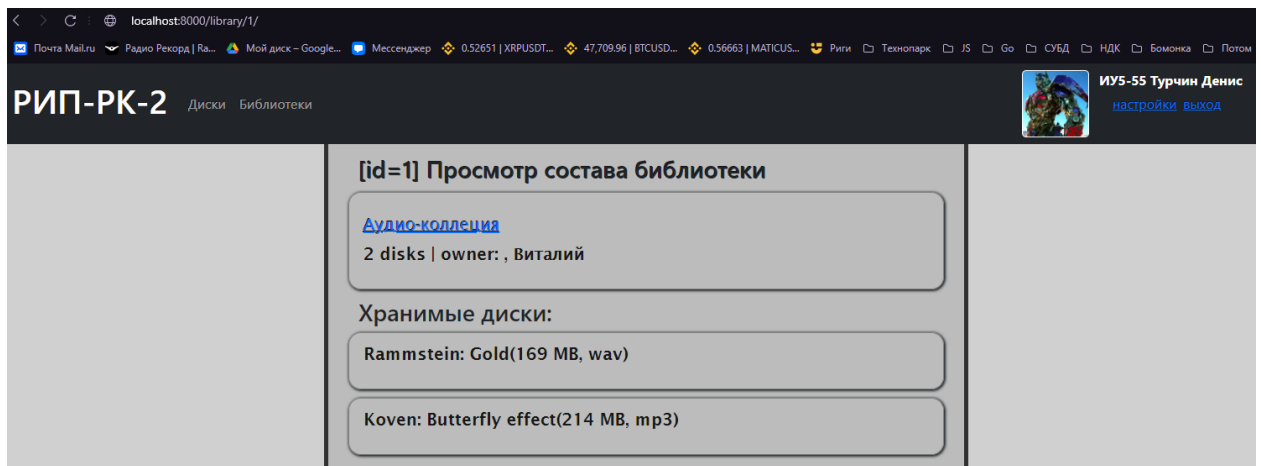 localhost:8000/library/1/
Почта Mail.ru Радио Рекорд | Ra... Мой диск – Google... Мессенджер 0.52651 | XRPUSDT... 47,709.96 | BTCUSD... 0.56663 | MATICUS... Риги Технопарк JS Go СУБД НДК Бомонка Потом
РИП-РК-2 Диски Библиотеки
ИУ5-55 Турчин Денис
настройки выход
[id=1] Просмотр состава библиотеки
Аудио-коллеция
2 disks | owner: , Виталий
Хранимые диски:
Rammstein: Gold(169 MB, wav)
Koven: Butterfly effect(214 MB, mp3)